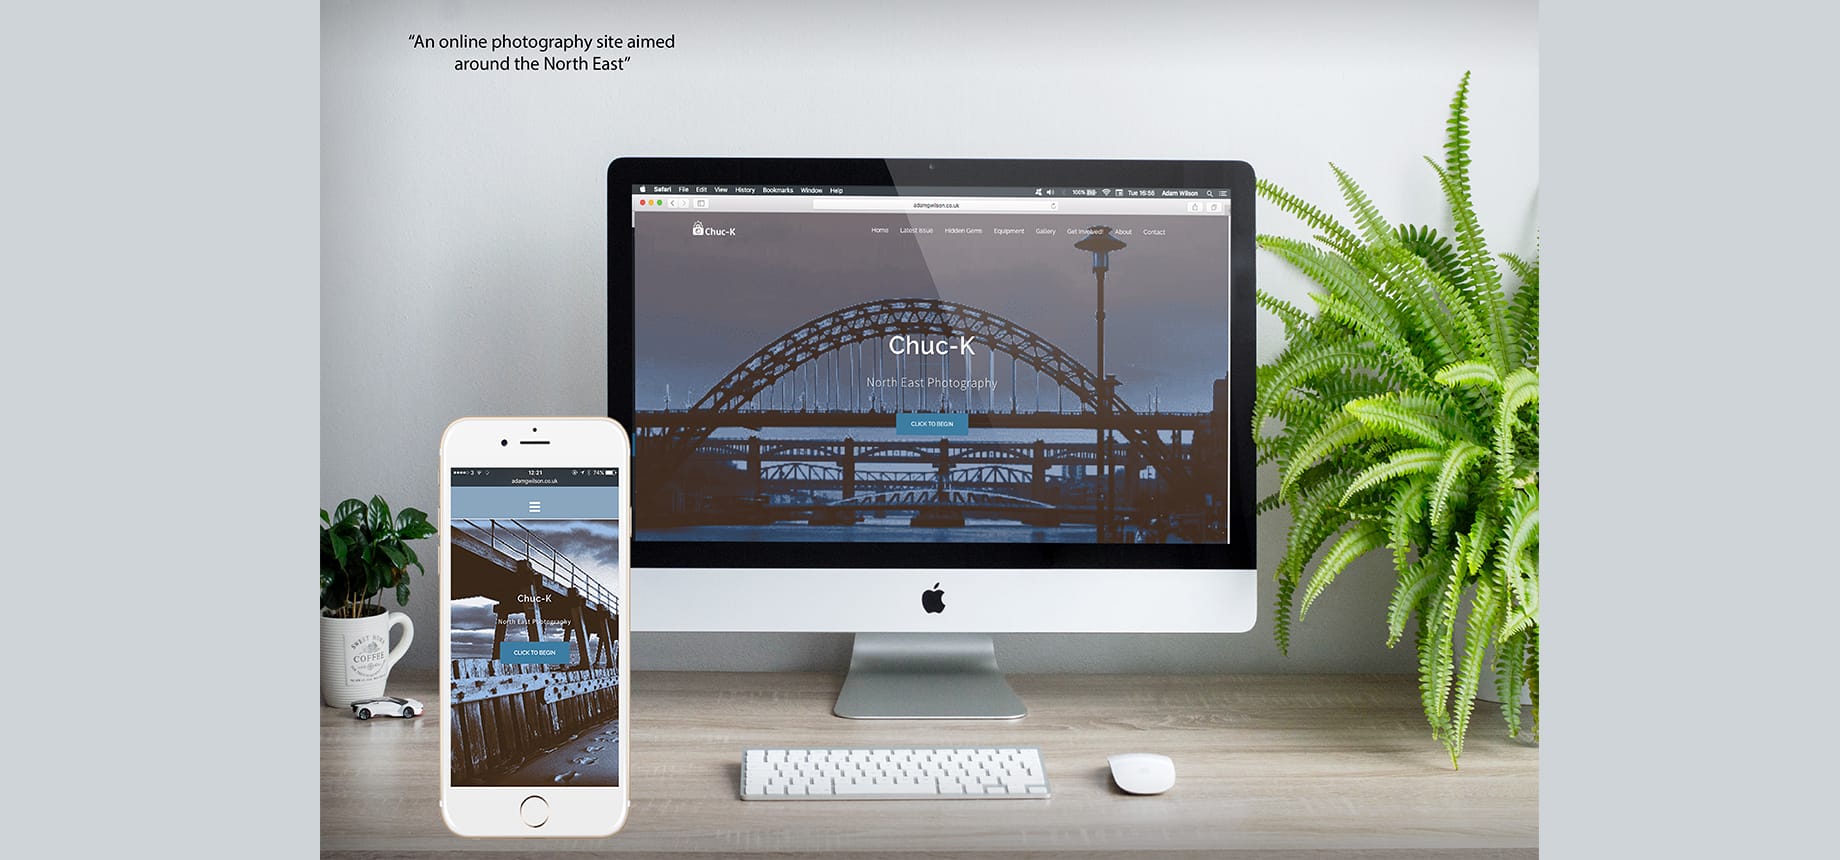 “An online photography site aimed
around the North East”
Safari File Edit View History Bookmarks Window Help
100% Tue 16:56 Adam Wilson
adamgwilson.co.uk
Chuc-K
Home Latest Issue Hidden Gems Equipment Gallery Get Involved! About Contact
Chuc-K
North East Photography
CLICK TO BEGIN
3 12:21 74%
adamgwilson.co.uk
Chuc-K
North East Photography
CLICK TO BEGIN
SWEET HOME
COFFEE